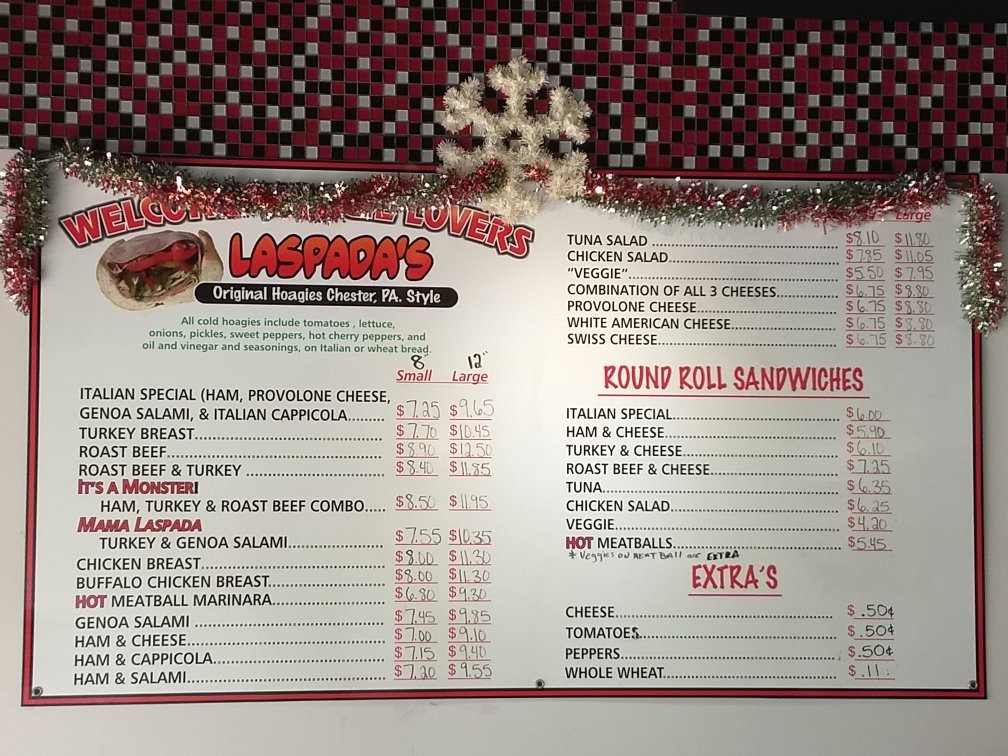 LOVERS
LASPADA'S
Original Hoagies Chester, PA. Style
All cold hoagies include tomatoes , lettuce,
onions, pickles, sweet peppers, hot cherry peppers, and
oil and vinegar and seasonings, on Italian or wheat bread.
8" 12"
Small Large
ITALIAN SPECIAL (HAM, PROVOLONE CHEESE,
GENOA SALAMI, & ITALIAN CAPPICOLA..... $7.25 $9.65
TURKEY BREAST..... $7.70 $10.45
ROAST BEEF..... $8.90 $12.50
ROAST BEEF & TURKEY ..... $8.40 $11.85
IT'S A MONSTER!
HAM, TURKEY & ROAST BEEF COMBO..... $8.50 $11.95
MAMA LASPADA
TURKEY & GENOA SALAMI..... $7.55 $10.35
CHICKEN BREAST..... $8.00 $11.30
BUFFALO CHICKEN BREAST..... $8.00 $11.30
HOT MEATBALL MARINARA..... $6.80 $9.30
GENOA SALAMI ..... $7.45 $9.85
HAM & CHEESE..... $7.00 $9.10
HAM & CAPPICOLA..... $7.15 $9.40
HAM & SALAMI..... $7.20 $9.55
Large
TUNA SALAD ..... $8.10 $11.80
CHICKEN SALAD..... $7.85 $11.05
"VEGGIE"..... $5.50 $7.95
COMBINATION OF ALL 3 CHEESES..... $6.75 $8.80
PROVOLONE CHEESE..... $6.75 $8.80
WHITE AMERICAN CHEESE..... $6.75 $8.80
SWISS CHEESE..... $6.75 $8.80
ROUND ROLL SANDWICHES
ITALIAN SPECIAL..... $6.00
HAM & CHEESE..... $5.90
TURKEY & CHEESE..... $6.10
ROAST BEEF & CHEESE..... $7.25
TUNA..... $6.35
CHICKEN SALAD..... $6.25
VEGGIE..... $4.20
HOT MEATBALLS..... $5.45
* Veggies on MEAT Ball are EXTRA
EXTRA'S
CHEESE..... $.50¢
TOMATOES..... $.50¢
PEPPERS..... $.50¢
WHOLE WHEAT..... $.11